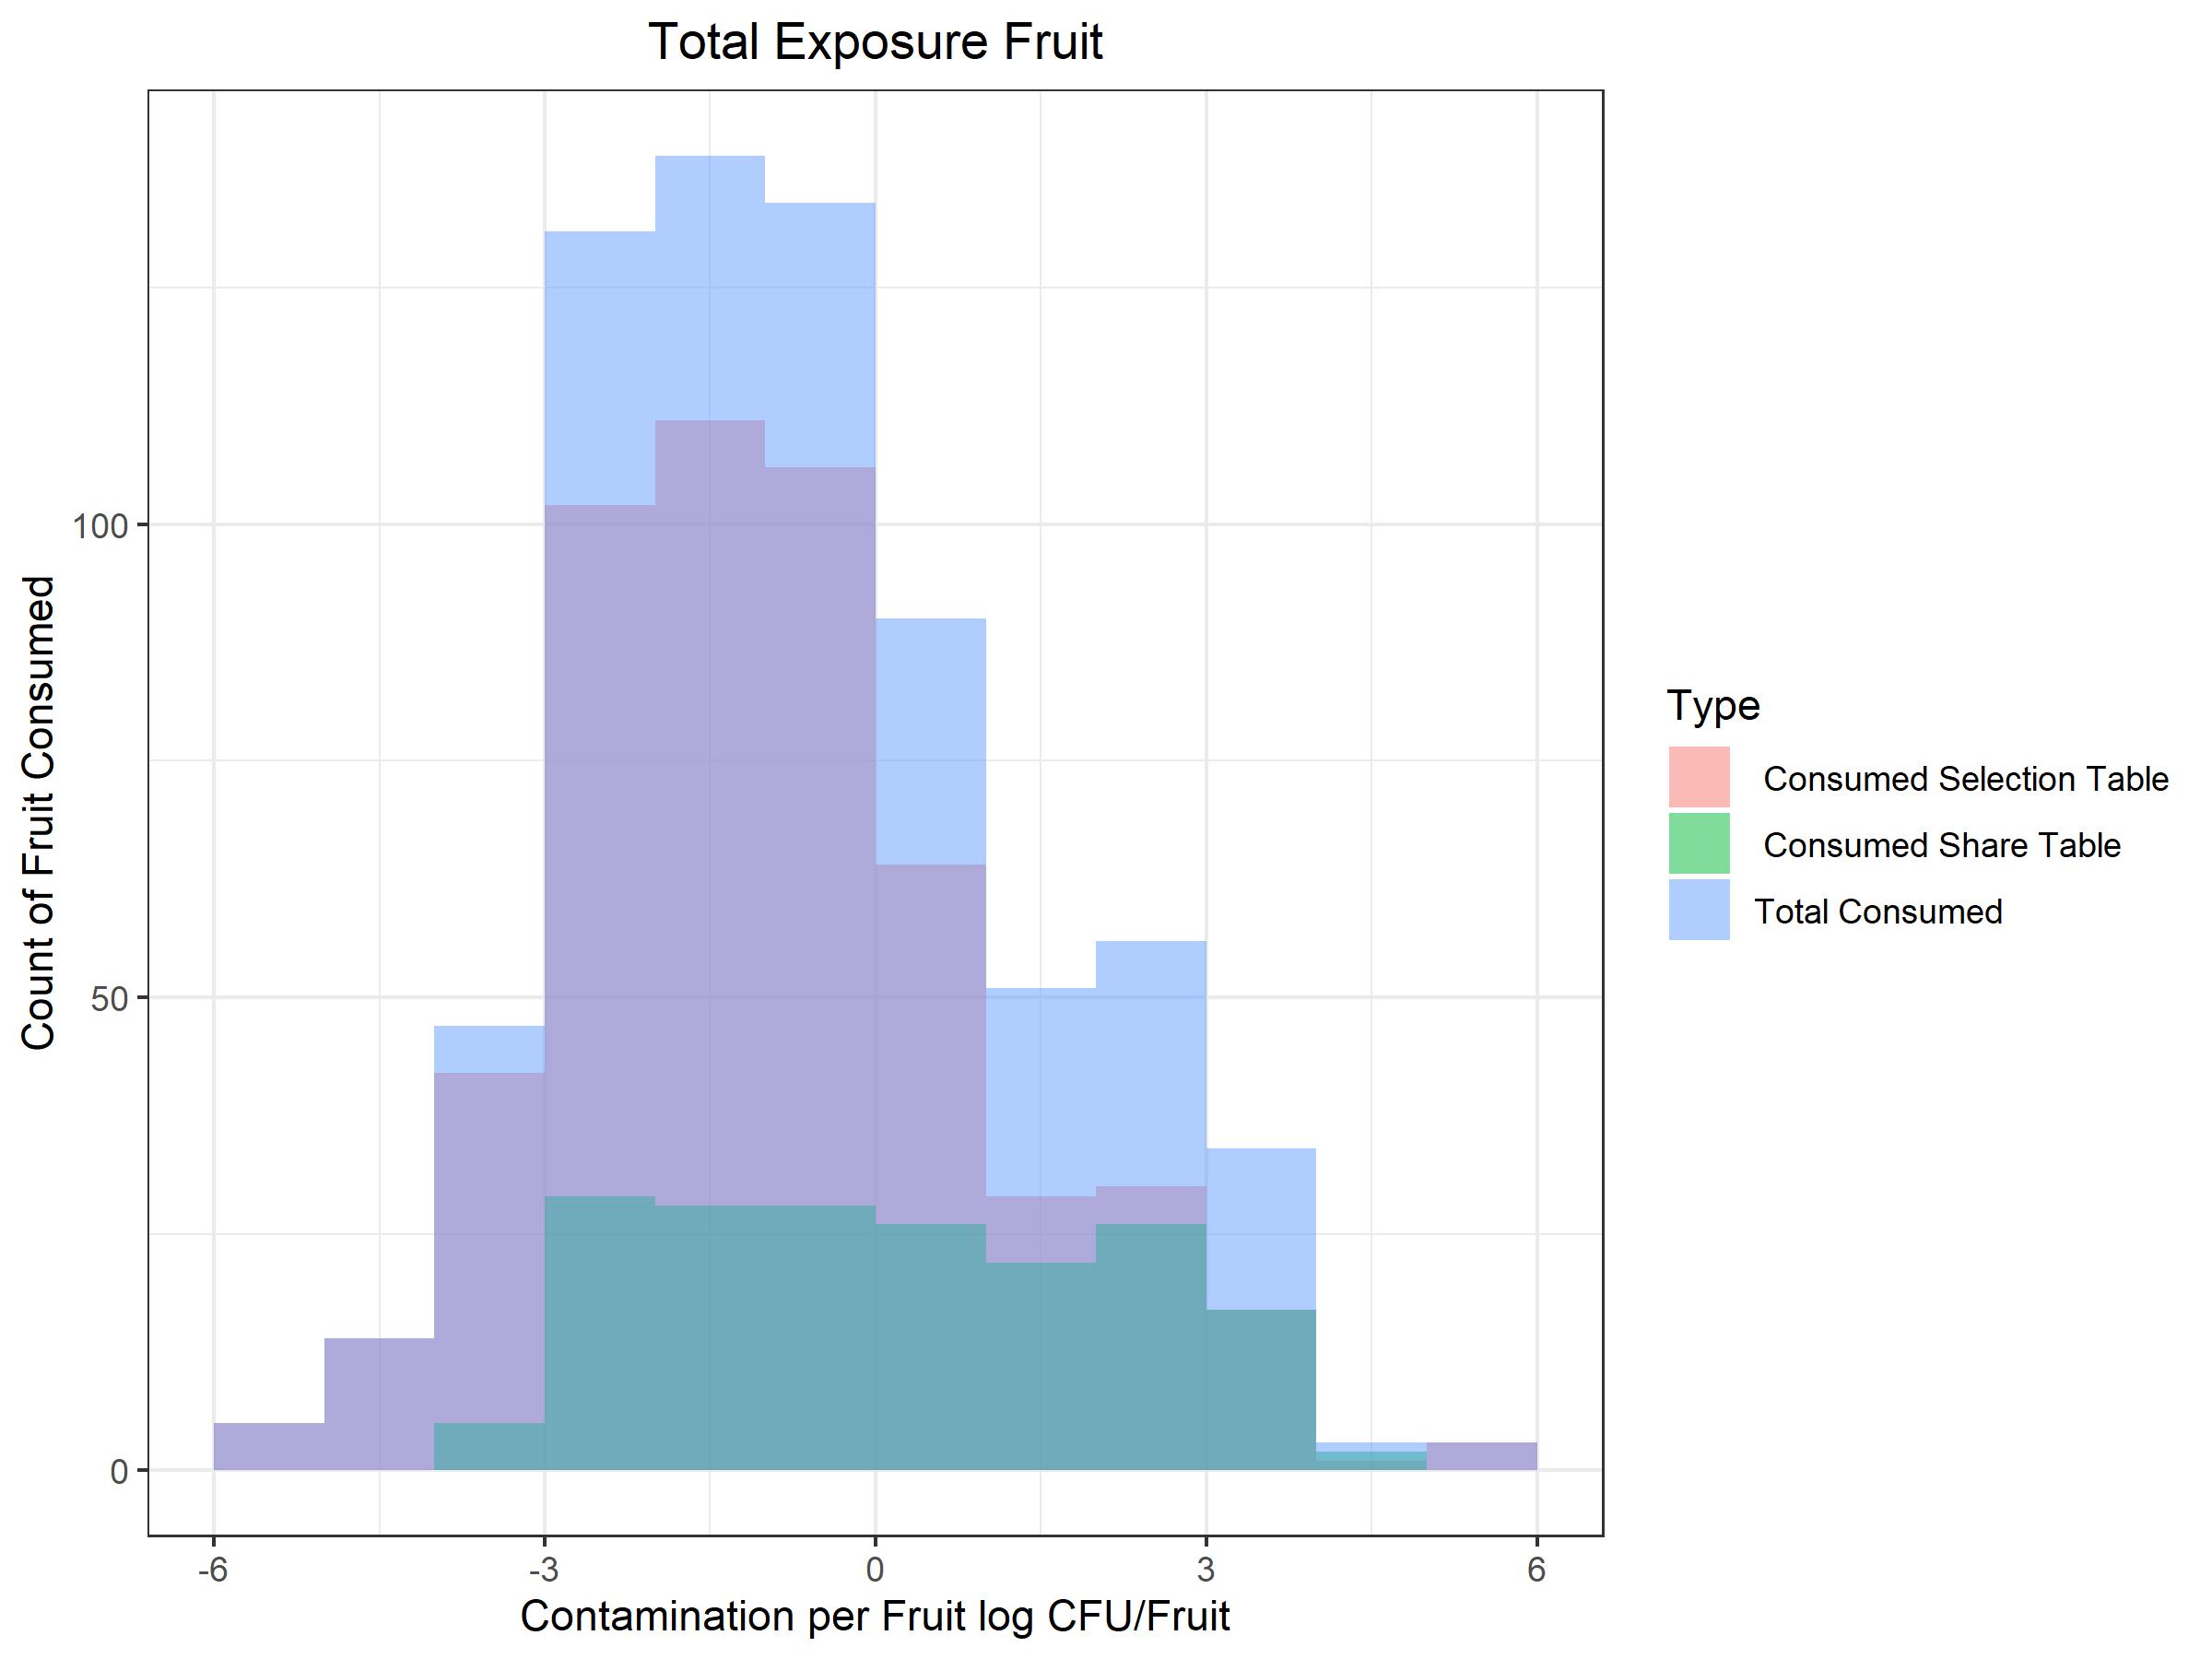 Total Exposure Fruit
Count of Fruit Consumed
100
50
0
-6
-3
0
3
6
Contamination per Fruit log CFU/Fruit
Type
Consumed Selection Table
Consumed Share Table
Total Consumed